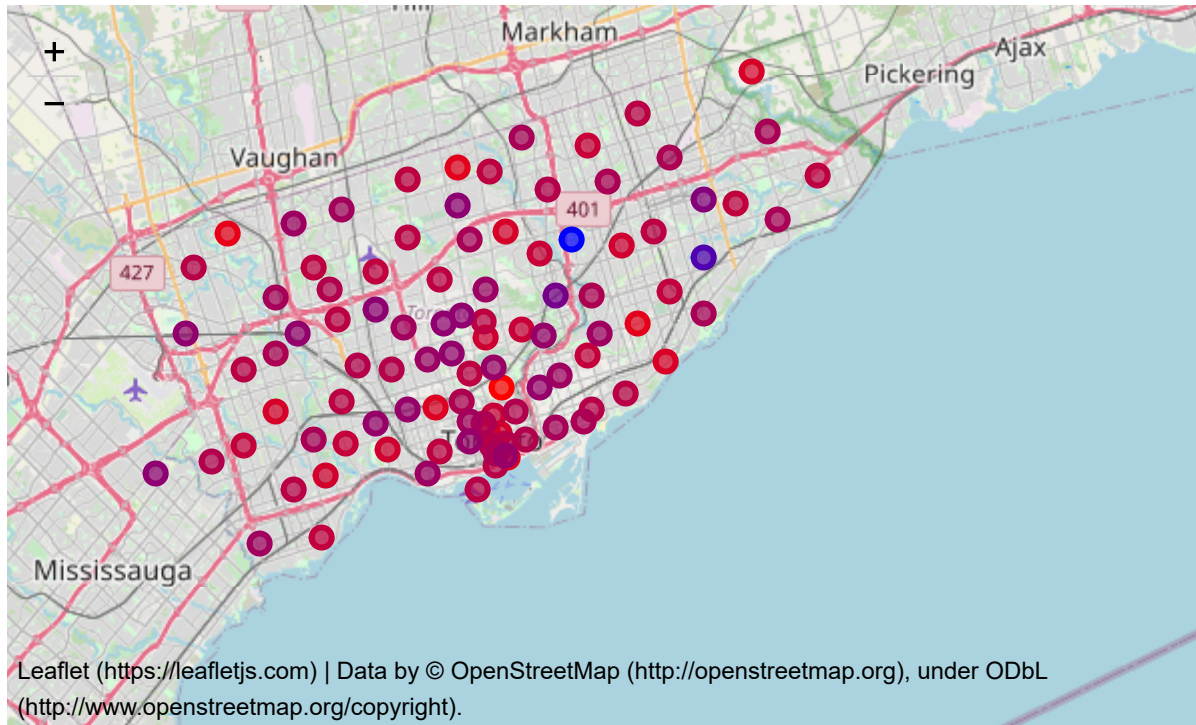 Markham
Ajax
Pickering
+
−
Vaughan
401
427
Mississauga
Leaflet (https://leafletjs.com) | Data by © OpenStreetMap (http://openstreetmap.org), under ODbL
(http://www.openstreetmap.org/copyright).